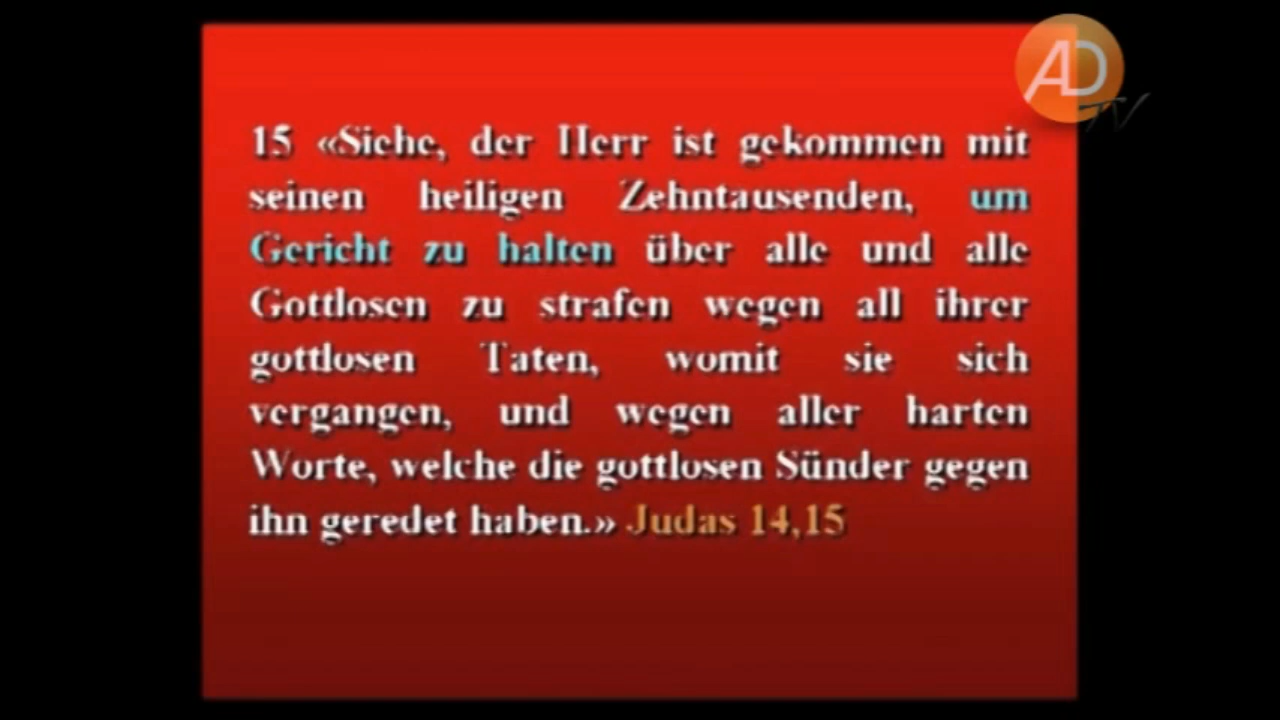 AD
TV
15 «Siehe, der Herr ist gekommen mit
seinen heiligen Zehntausenden, um
Gericht zu halten über alle und alle
Gottlosen zu strafen wegen all ihrer
gottlosen Taten, womit sie sich
vergangen, und wegen aller harten
Worte, welche die gottlosen Sünder gegen
ihn geredet haben.» Judas 14,15